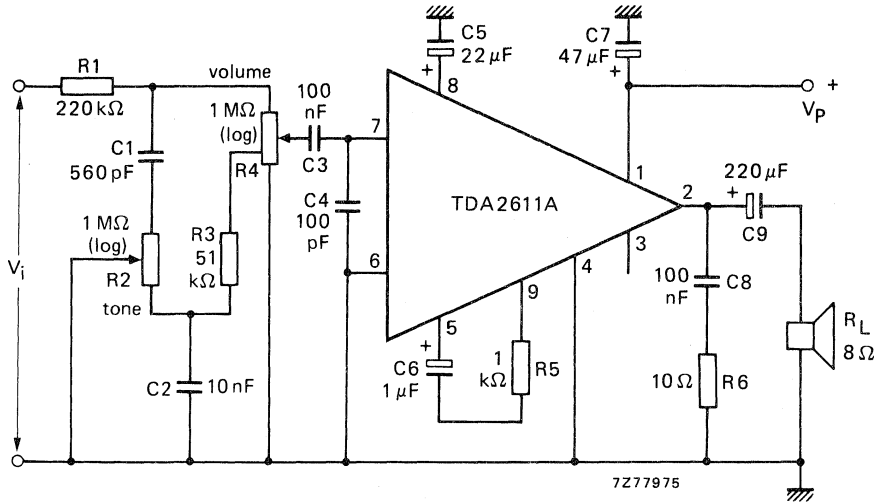 C5
22 μF
+
8
C7
47 μF
+
R1
220 kΩ
volume
100
nF
C3
1 MΩ
(log)
R4
7
+
VP
C1
560 pF
C4
100
pF
TDA2611A
1
2
3
220 μF
+
C9
1 MΩ
(log)
R2
tone
R3
51
kΩ
Vi
6
4
9
5
100
nF
C8
RL
8 Ω
+
C6
1 μF
1
kΩ
R5
10 Ω
R6
C2
10 nF
7Z77975